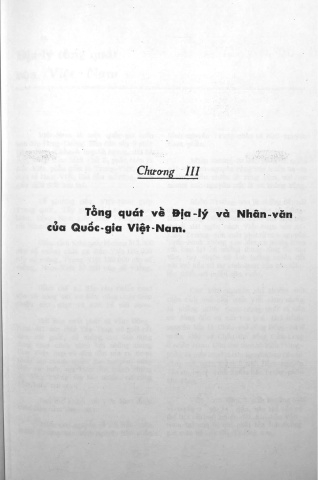 Chương III
Tổng quát về Địa-lý và Nhân-văn
của Quốc-gia Việt-Nam.